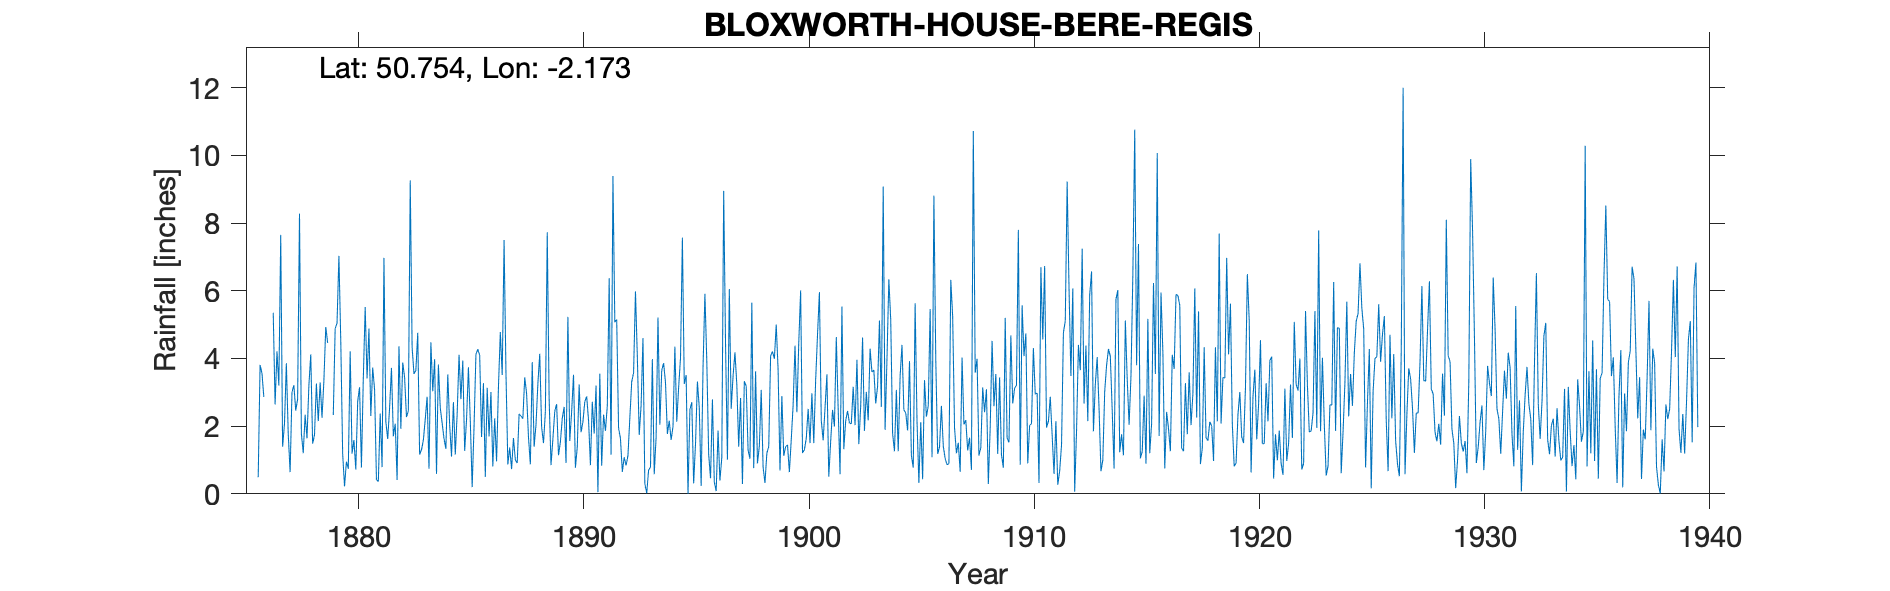 BLOXWORTH-HOUSE-BERE-REGIS
Lat: 50.754, Lon: -2.173
12
10
8
6
4
2
0
Rainfall [inches]
1880 1890 1900 1910 1920 1930 1940
Year